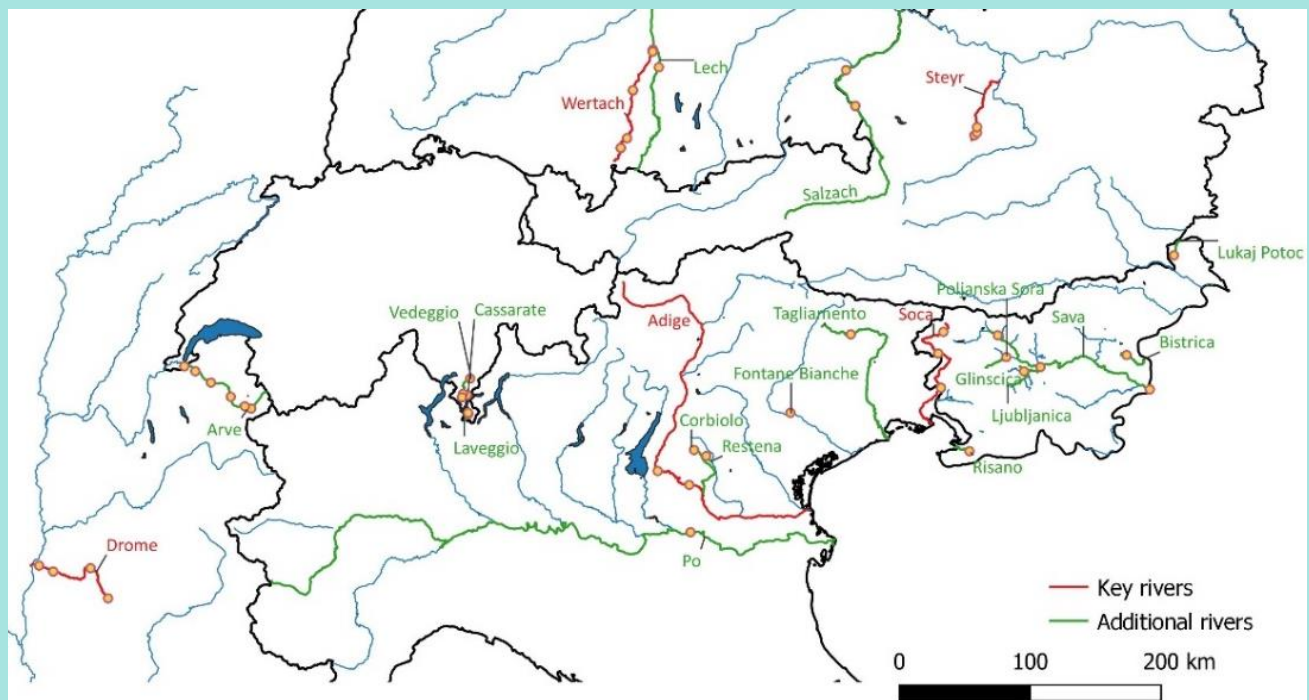 Lech
Steyr
Wertach
Salzach
Lukaj Potoc
Poljanska Sora
Vedeggio
Cassarate
Tagliamento
Soca
Sava
Adige
Bistrica
Fontane Bianche
Glinscica
Ljubljanica
Corbiolo
Arve
Restena
Laveggio
Risano
Drome
Po
Key rivers
Additional rivers
0 100 200 km